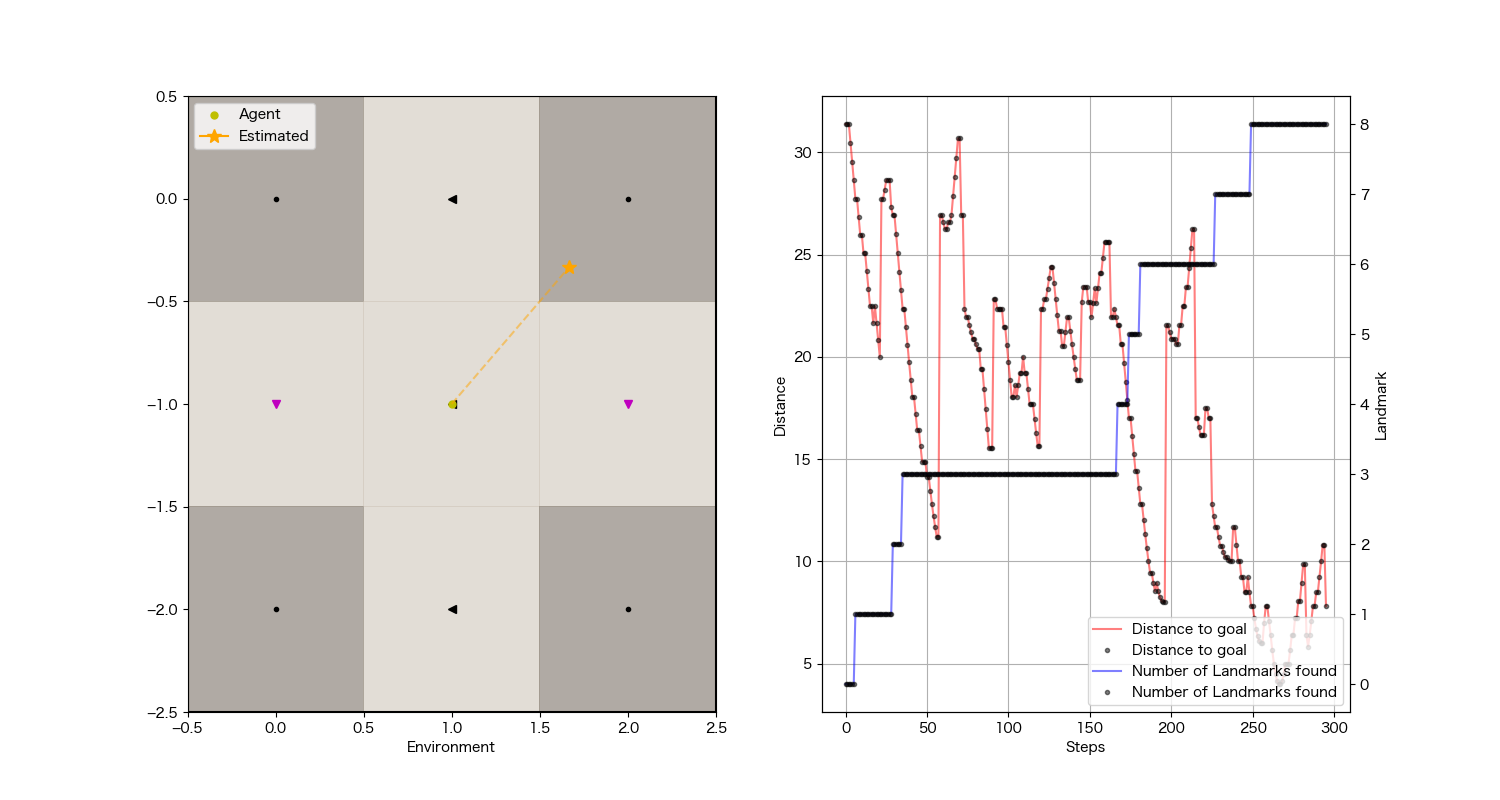 Agent
Estimated
0.5
0.0
−0.5
−1.0
−1.5
−2.0
−2.5
−0.5 0.0 0.5 1.0 1.5 2.0 2.5
Environment
Distance
30
25
20
15
10
5
0 50 100 150 200 250 300
Steps
8
7
6
5
4
3
2
1
0
Landmark
Distance to goal
Distance to goal
Number of Landmarks found
Number of Landmarks found